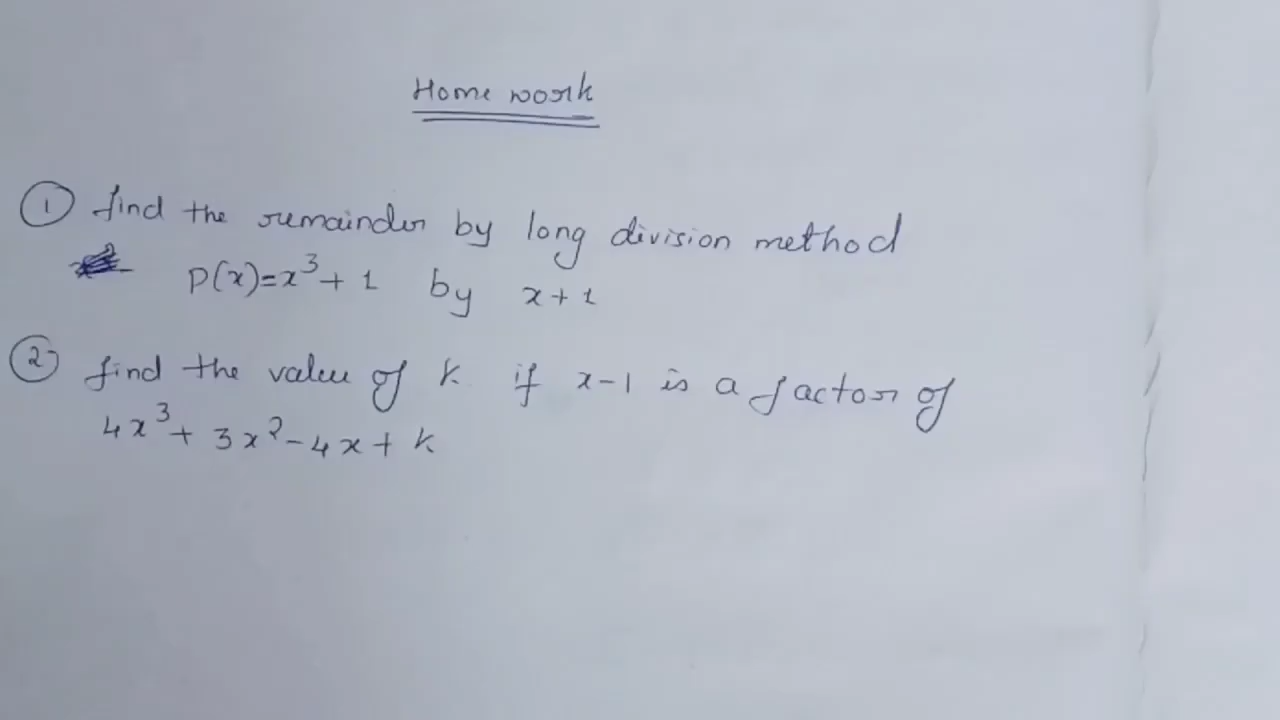 Home work
① find the remainder by long division method
P(x)=x³+1 by x+1
② find the value of k if x-1 is a factor of
4x³+3x²-4x+k